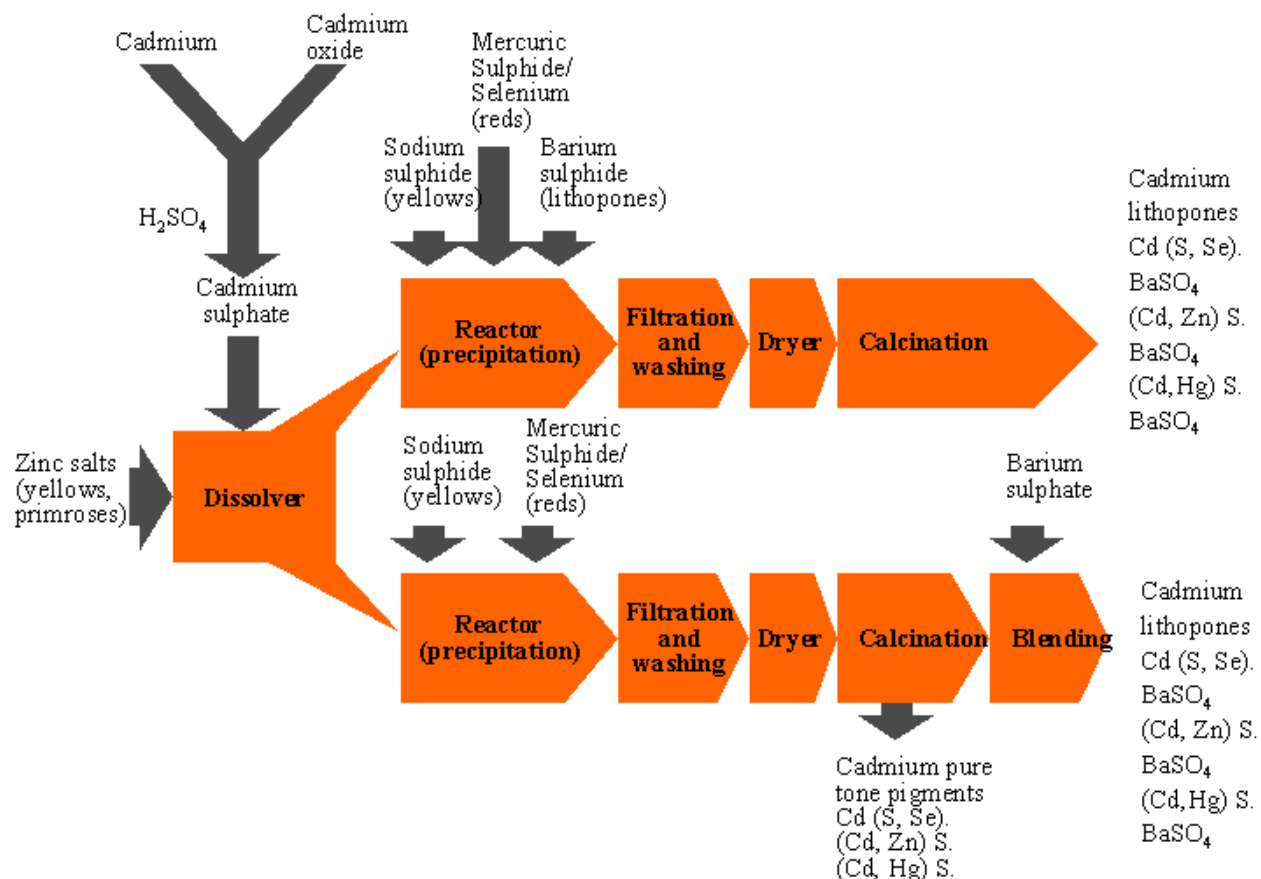 Cadmium
Cadmium
oxide
Mercuric
Sulphide/
Selenium
(reds)
Sodium
sulphide
(yellows)
Barium
sulphide
(lithopones)
H₂SO₄
Cadmium
sulphate
Reactor
(precipitation)
Filtration
and
washing
Dryer
Calcination
Cadmium
lithopones
Cd (S, Se).
BaSO₄
(Cd, Zn) S.
BaSO₄
(Cd,Hg) S.
BaSO₄
Zinc salts
(yellows,
primroses)
Dissolver
Sodium
sulphide
(yellows)
Mercuric
Sulphide/
Selenium
(reds)
Barium
sulphate
Reactor
(precipitation)
Filtration
and
washing
Dryer
Calcination
Blending
Cadmium
lithopones
Cd (S, Se).
BaSO₄
(Cd, Zn) S.
BaSO₄
(Cd,Hg) S.
BaSO₄
Cadmium pure
tone pigments
Cd (S, Se).
(Cd, Zn) S.
(Cd, Hg) S.